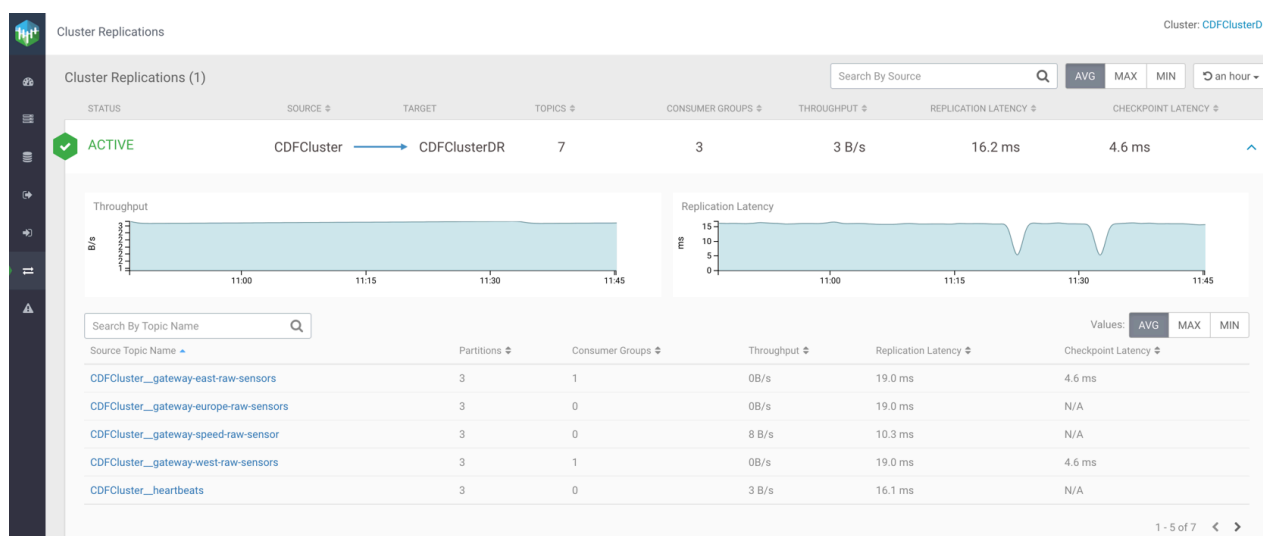 Cluster Replications
Cluster: CDFClusterD
Cluster Replications (1)
Search By Source
AVG MAX MIN
an hour
STATUS SOURCE TARGET TOPICS CONSUMER GROUPS THROUGHPUT REPLICATION LATENCY CHECKPOINT LATENCY
ACTIVE CDFCluster CDFClusterDR 7 3 3 B/s 16.2 ms 4.6 ms
Throughput
B/s
3
3
2
2
2
2
1
11:00 11:15 11:30 11:45
Replication Latency
ms
15
10
5
0
11:00 11:15 11:30 11:45
Search By Topic Name
Values: AVG MAX MIN
Source Topic Name Partitions Consumer Groups Throughput Replication Latency Checkpoint Latency
CDFCluster__gateway-east-raw-sensors 3 1 0B/s 19.0 ms 4.6 ms
CDFCluster__gateway-europe-raw-sensors 3 0 0B/s 19.0 ms N/A
CDFCluster__gateway-speed-raw-sensor 3 0 8 B/s 10.3 ms N/A
CDFCluster__gateway-west-raw-sensors 3 1 0B/s 19.0 ms 4.6 ms
CDFCluster__heartbeats 3 0 3 B/s 16.1 ms N/A
1 - 5 of 7